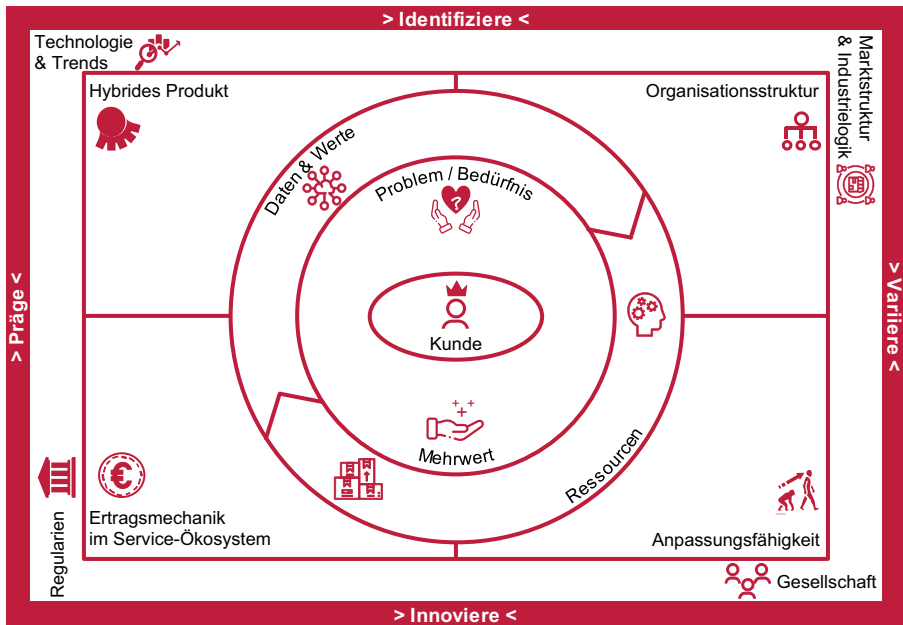 > Identifiziere <
Technologie
& Trends
Marktstruktur
& Industrielogik
Hybrides Produkt
Organisationsstruktur
Daten & Werte
Problem / Bedürfnis
?
> Präge <
> Variiere <
Kunde
Mehrwert
Ressourcen
€
Ertragsmechanik
im Service-Ökosystem
Anpassungsfähigkeit
Regularien
Gesellschaft
> Innoviere <